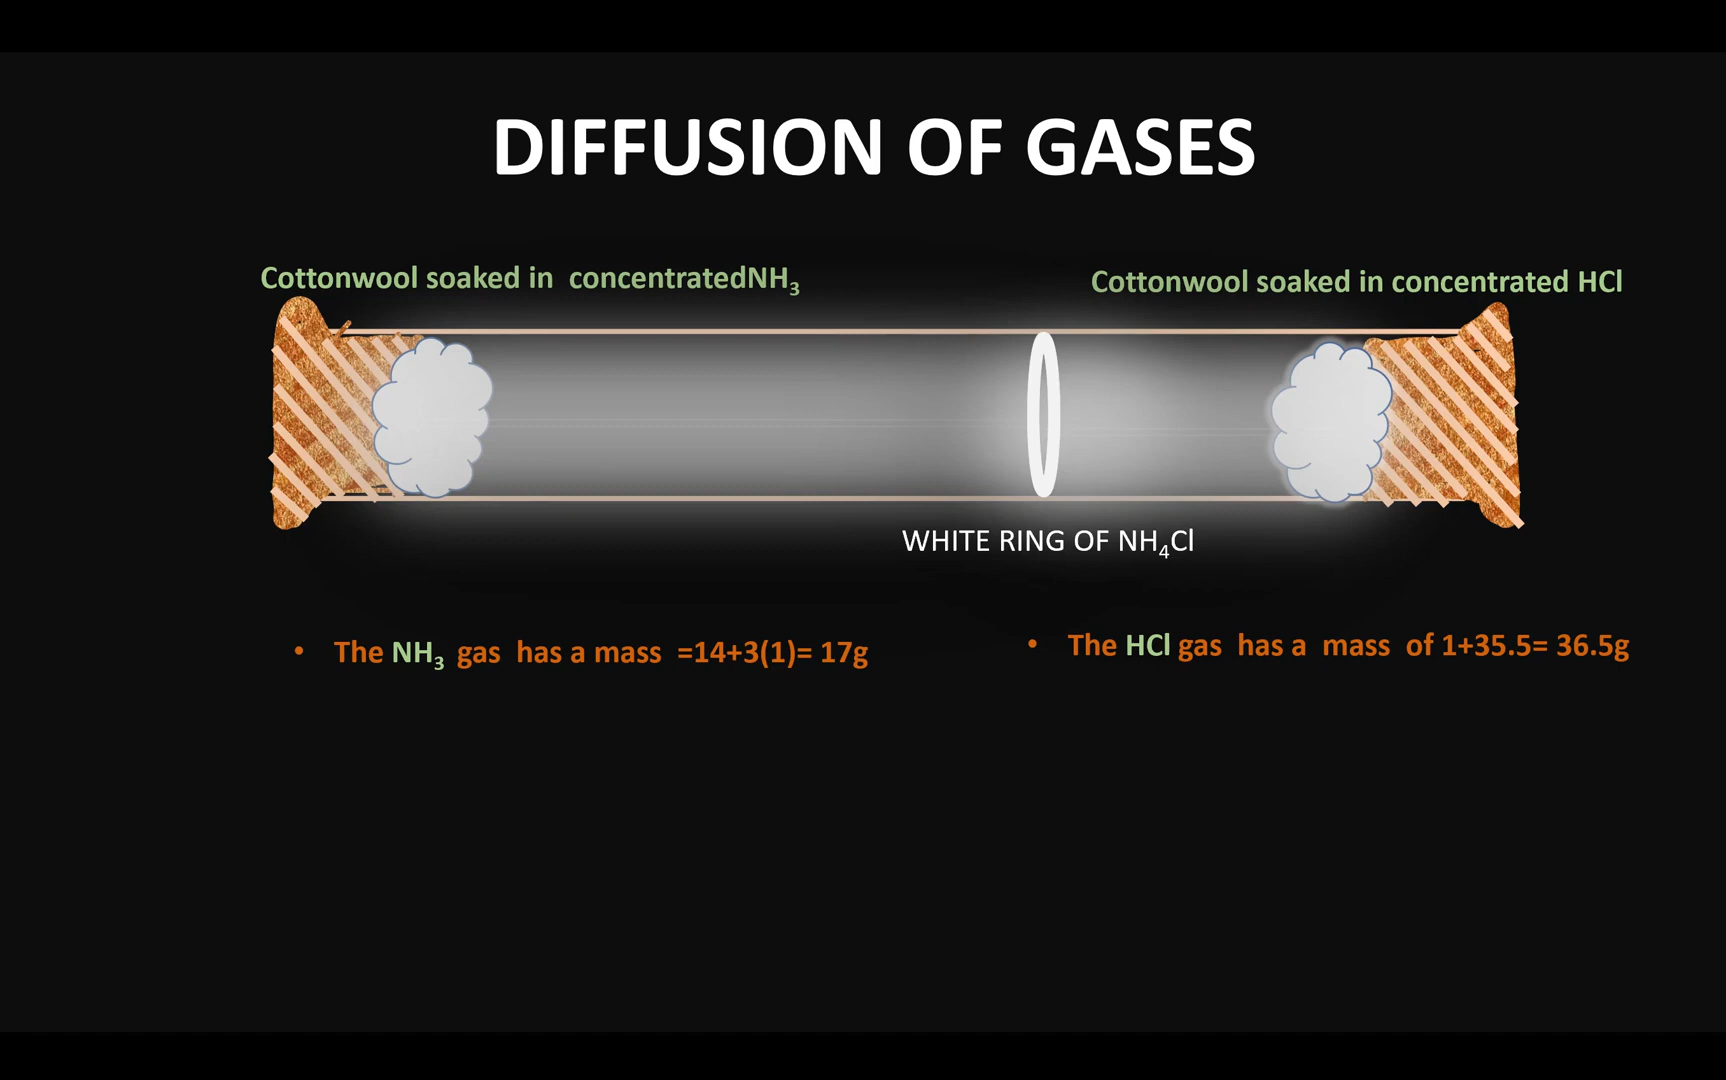 DIFFUSION OF GASES
Cottonwool soaked in concentratedNH₃
Cottonwool soaked in concentrated HCl
WHITE RING OF NH₄Cl
• The NH₃ gas has a mass =14+3(1)= 17g
• The HCl gas has a mass of 1+35.5= 36.5g